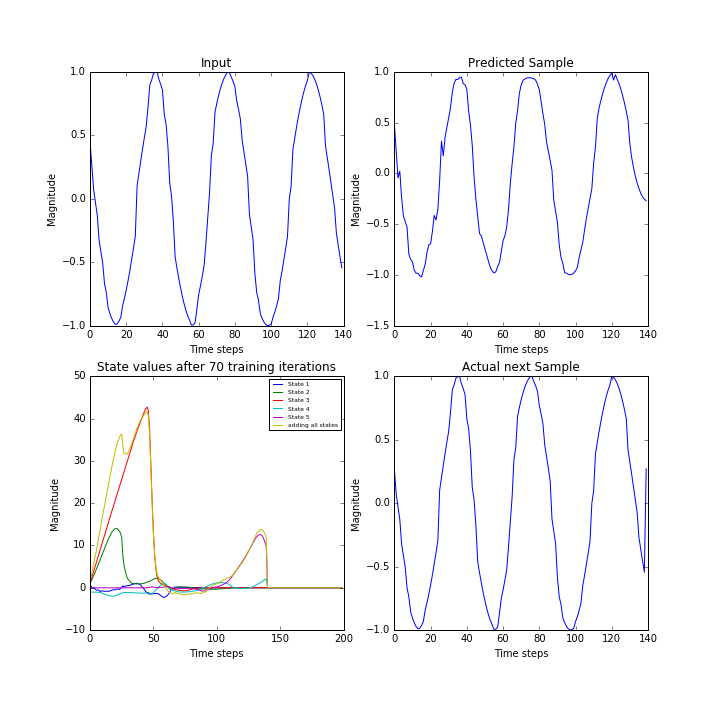 Input
1.0
0.5
0.0
−0.5
−1.0
Magnitude
0 20 40 60 80 100 120 140
Time steps
Predicted Sample
1.0
0.5
0.0
−0.5
−1.0
−1.5
Magnitude
0 20 40 60 80 100 120 140
Time steps
State values after 70 training iterations
50
40
30
20
10
0
−10
Magnitude
State 1
State 2
State 3
State 4
State 5
adding all states
0 50 100 150 200
Time steps
Actual next Sample
1.0
0.5
0.0
−0.5
−1.0
Magnitude
0 20 40 60 80 100 120 140
Time steps